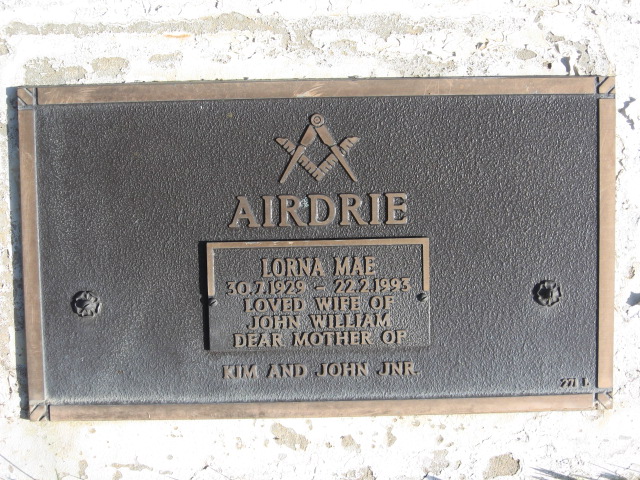 AIRDRIE
LORNA MAE
30.7.1929 - 22.2.1993
LOVED WIFE OF
JOHN WILLIAM
DEAR MOTHER OF
KIM AND JOHN JNR.